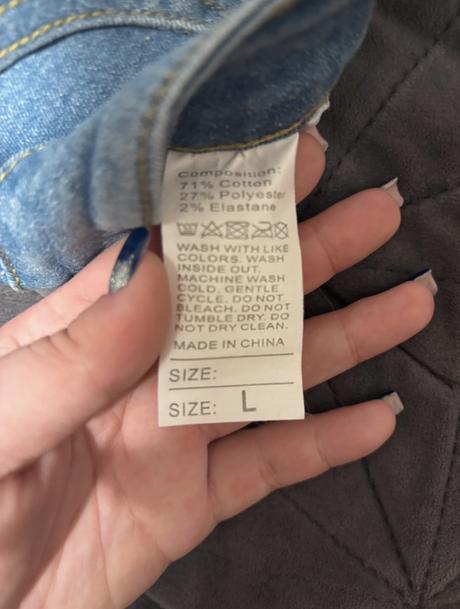 Composition:
71% Cotton
27% Polyester
2% Elastane
WASH WITH LIKE
COLORS. WASH
INSIDE OUT.
MACHINE WASH
COLD. GENTLE
CYCLE. DO NOT
BLEACH. DO NOT
TUMBLE DRY. DO
NOT DRY CLEAN.
MADE IN CHINA
SIZE:
SIZE: L